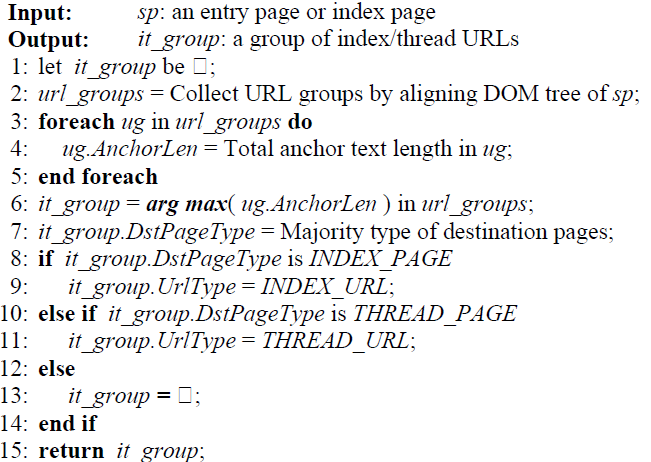 Input: sp: an entry page or index page
Output: it_group: a group of index/thread URLs
1: let it_group be □;
2: url_groups = Collect URL groups by aligning DOM tree of sp;
3: foreach ug in url_groups do
4: ug.AnchorLen = Total anchor text length in ug;
5: end foreach
6: it_group = arg max( ug.AnchorLen ) in url_groups;
7: it_group.DstPageType = Majority type of destination pages;
8: if it_group.DstPageType is INDEX_PAGE
9: it_group.UrlType = INDEX_URL;
10: else if it_group.DstPageType is THREAD_PAGE
11: it_group.UrlType = THREAD_URL;
12: else
13: it_group = □;
14: end if
15: return it_group;